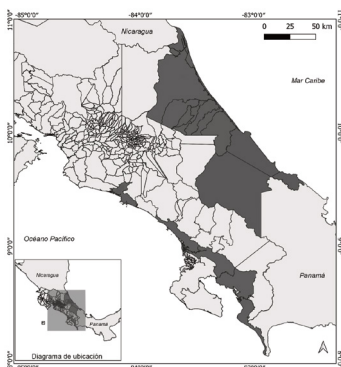 -85°0'0"
-84°0'0"
-83°0'0"
11°0'0"
Nicaragua
0 25 50 km
Mar Caribe
10°0'0"
9°0'0"
Océano Pacífico
Panamá
Nicaragua
Panamá
Diagrama de ubicación